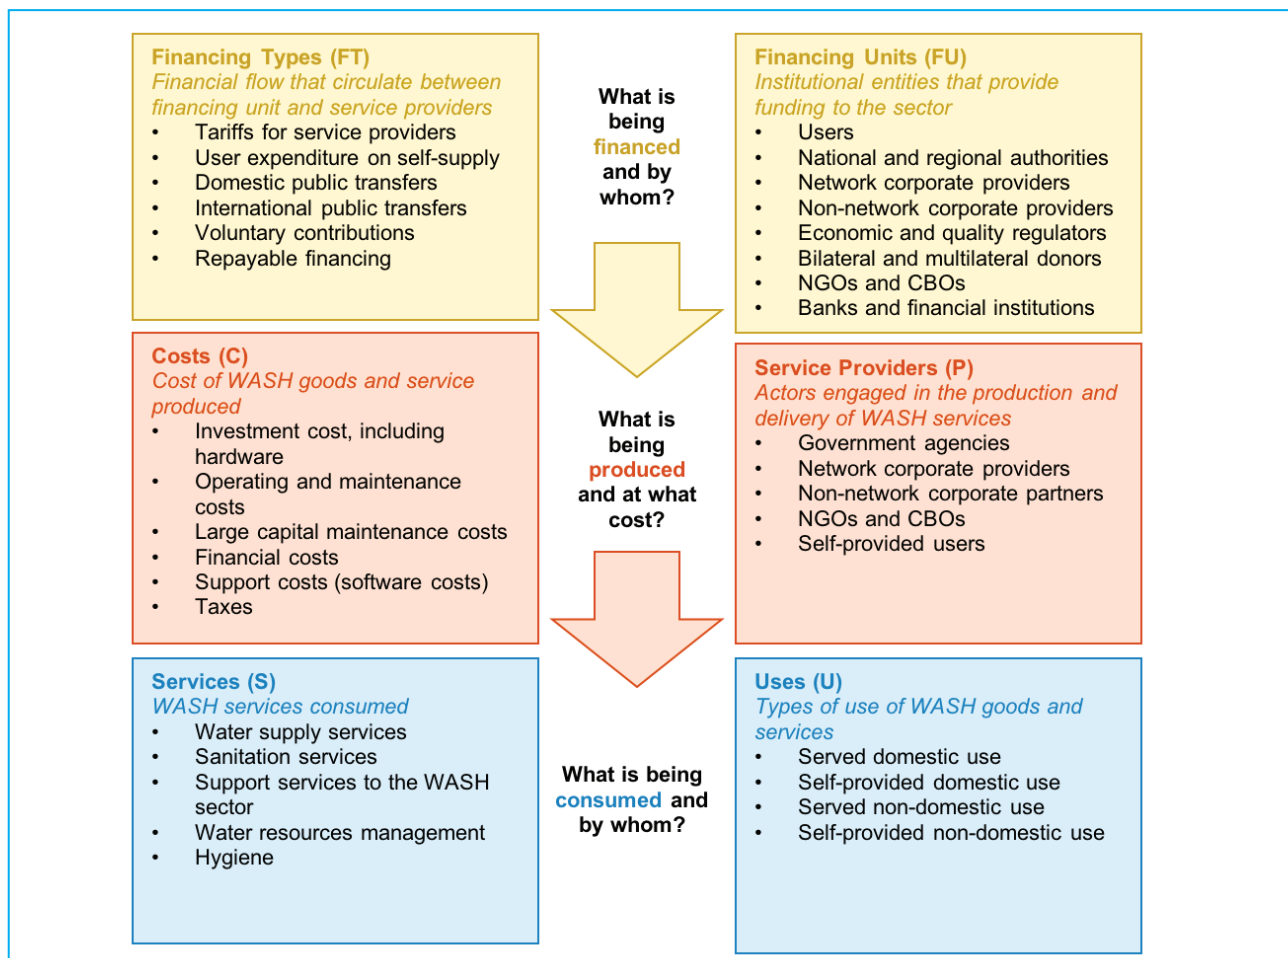 Financing Types (FT)
Financial flow that circulate between
financing unit and service providers
• Tariffs for service providers
• User expenditure on self-supply
• Domestic public transfers
• International public transfers
• Voluntary contributions
• Repayable financing
What is
being
financed
and by
whom?
Financing Units (FU)
Institutional entities that provide
funding to the sector
• Users
• National and regional authorities
• Network corporate providers
• Non-network corporate providers
• Economic and quality regulators
• Bilateral and multilateral donors
• NGOs and CBOs
• Banks and financial institutions
Costs (C)
Cost of WASH goods and service
produced
• Investment cost, including
hardware
• Operating and maintenance
costs
• Large capital maintenance costs
• Financial costs
• Support costs (software costs)
• Taxes
What is
being
produced
and at what
cost?
Service Providers (P)
Actors engaged in the production and
delivery of WASH services
• Government agencies
• Network corporate providers
• Non-network corporate partners
• NGOs and CBOs
• Self-provided users
Services (S)
WASH services consumed
• Water supply services
• Sanitation services
• Support services to the WASH
sector
• Water resources management
• Hygiene
What is being
consumed and
by whom?
Uses (U)
Types of use of WASH goods and
services
• Served domestic use
• Self-provided domestic use
• Served non-domestic use
• Self-provided non-domestic use